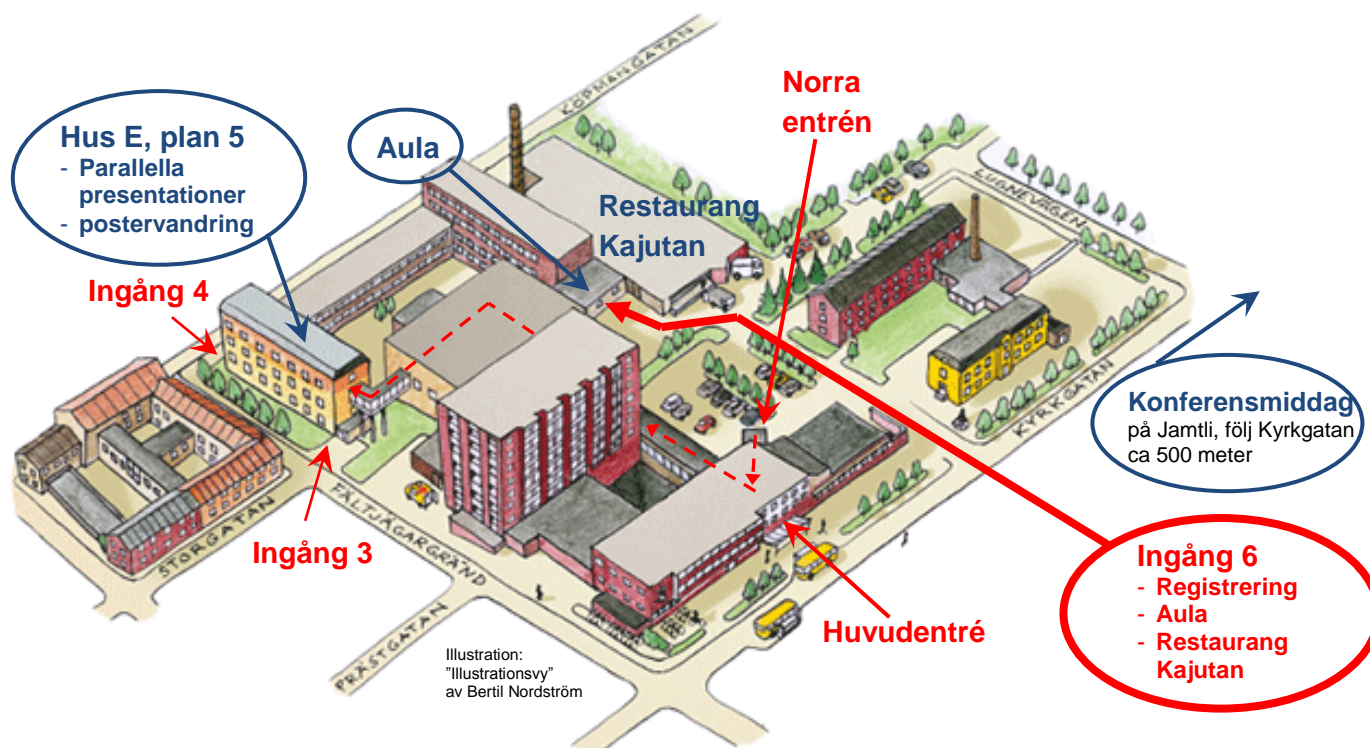 KÖPMANGATAN
Norra
entrén
Hus E, plan 5
- Parallella
presentationer
- postervandring
Aula
Restaurang
Kajutan
LUGNEVÄGEN
Ingång 4
Konferensmiddag
på Jamtli, följ Kyrkgatan
ca 500 meter
KYRKGATAN
STORGATAN
Ingång 3
FÄLTJÄGARGRÄND
Ingång 6
- Registrering
- Aula
- Restaurang
Kajutan
Huvudentré
PRÄSTGATAN
Illustration:
"Illustrationsvy"
av Bertil Nordström